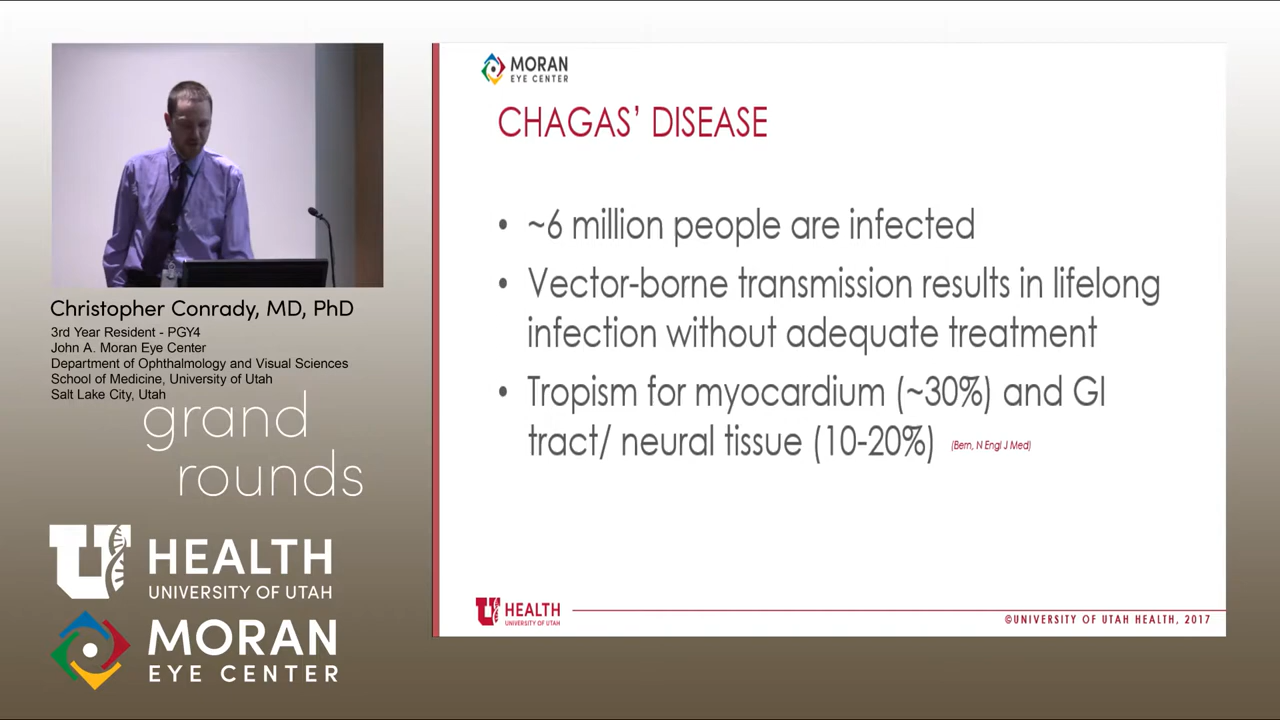 Christopher Conrady, MD, PhD
3rd Year Resident - PGY4
John A. Moran Eye Center
Department of Ophthalmology and Visual Sciences
School of Medicine, University of Utah
Salt Lake City, Utah
grand
rounds
U HEALTH
UNIVERSITY OF UTAH
MORAN
EYE CENTER
MORAN
EYE CENTER
CHAGAS’ DISEASE
• ~6 million people are infected
• Vector-borne transmission results in lifelong
infection without adequate treatment
• Tropism for myocardium (~30%) and GI
tract/ neural tissue (10-20%) (Bern, N Engl J Med)
U HEALTH
UNIVERSITY OF UTAH
©UNIVERSITY OF UTAH HEALTH, 2017